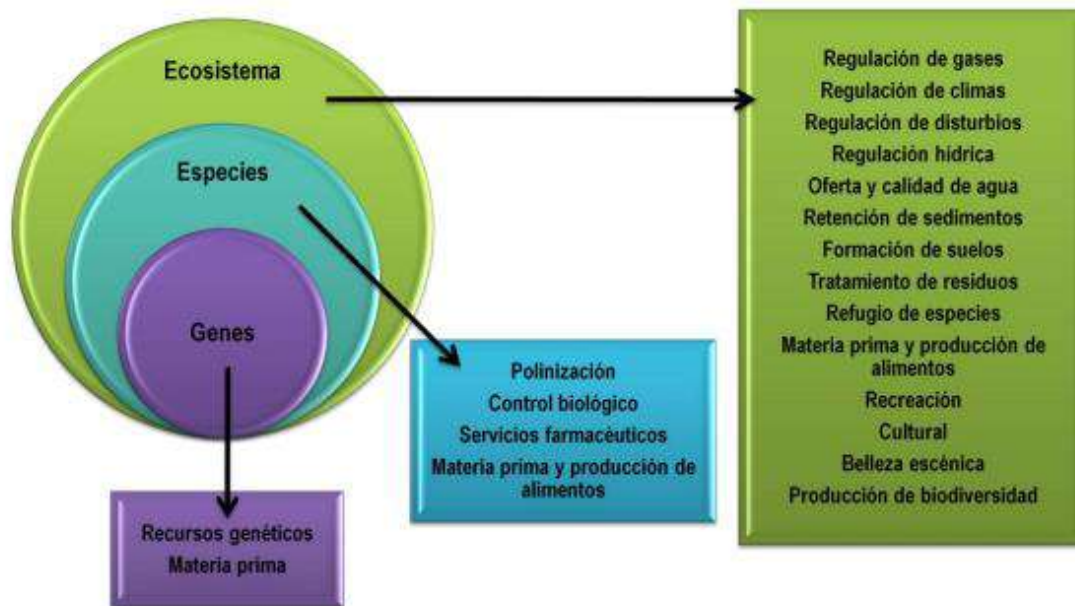 Ecosistema
Especies
Genes
Recursos genéticos
Materia prima
Polinización
Control biológico
Servicios farmacéuticos
Materia prima y producción de
alimentos
Regulación de gases
Regulación de climas
Regulación de disturbios
Regulación hídrica
Oferta y calidad de agua
Retención de sedimentos
Formación de suelos
Tratamiento de residuos
Refugio de especies
Materia prima y producción de
alimentos
Recreación
Cultural
Belleza escénica
Producción de biodiversidad